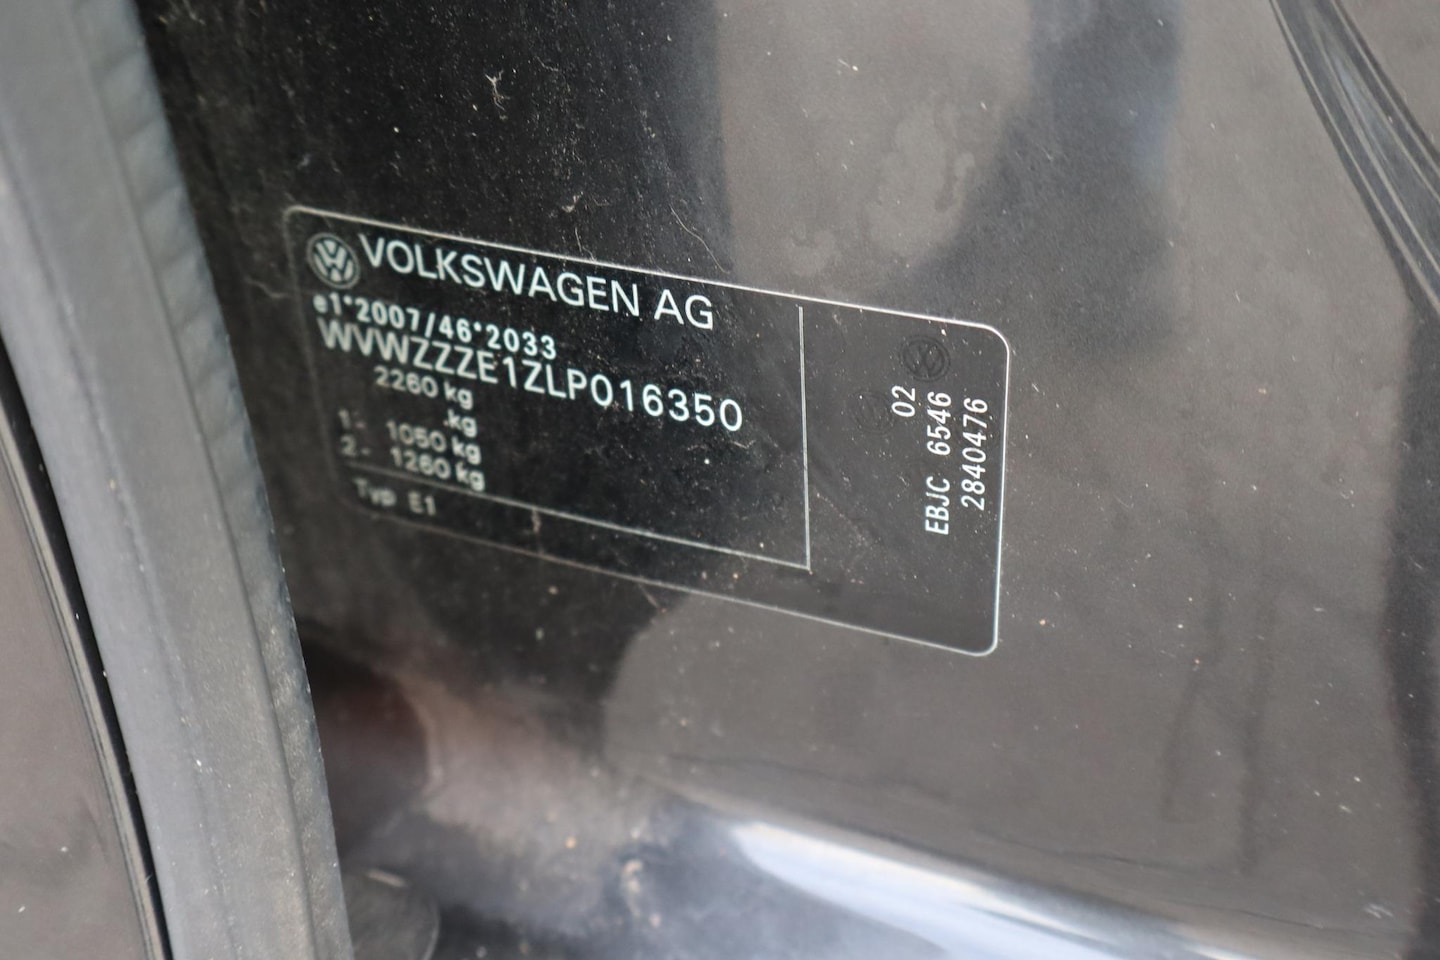 VOLKSWAGEN AG
e1*2007/46*2033
WVWZZZE1ZLP016350
2260 kg
.kg
1.- 1050 kg
2.- 1260 kg
Typ E1
02
EBJC 6546
2840476